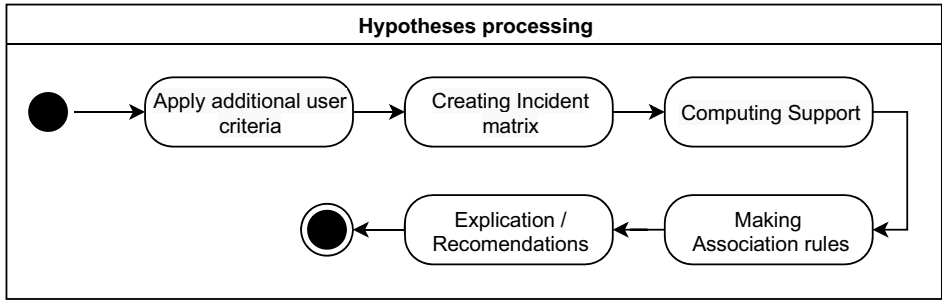 Hypotheses processing
Apply additional user
criteria
Creating Incident
matrix
Computing Support
Making
Association rules
Explication /
Recomendations